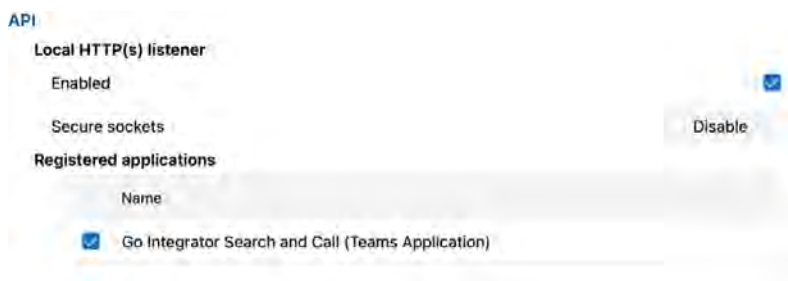 API
Local HTTP(s) listener
Enabled
Secure sockets Disable
Registered applications
Name
Go Integrator Search and Call (Teams Application)